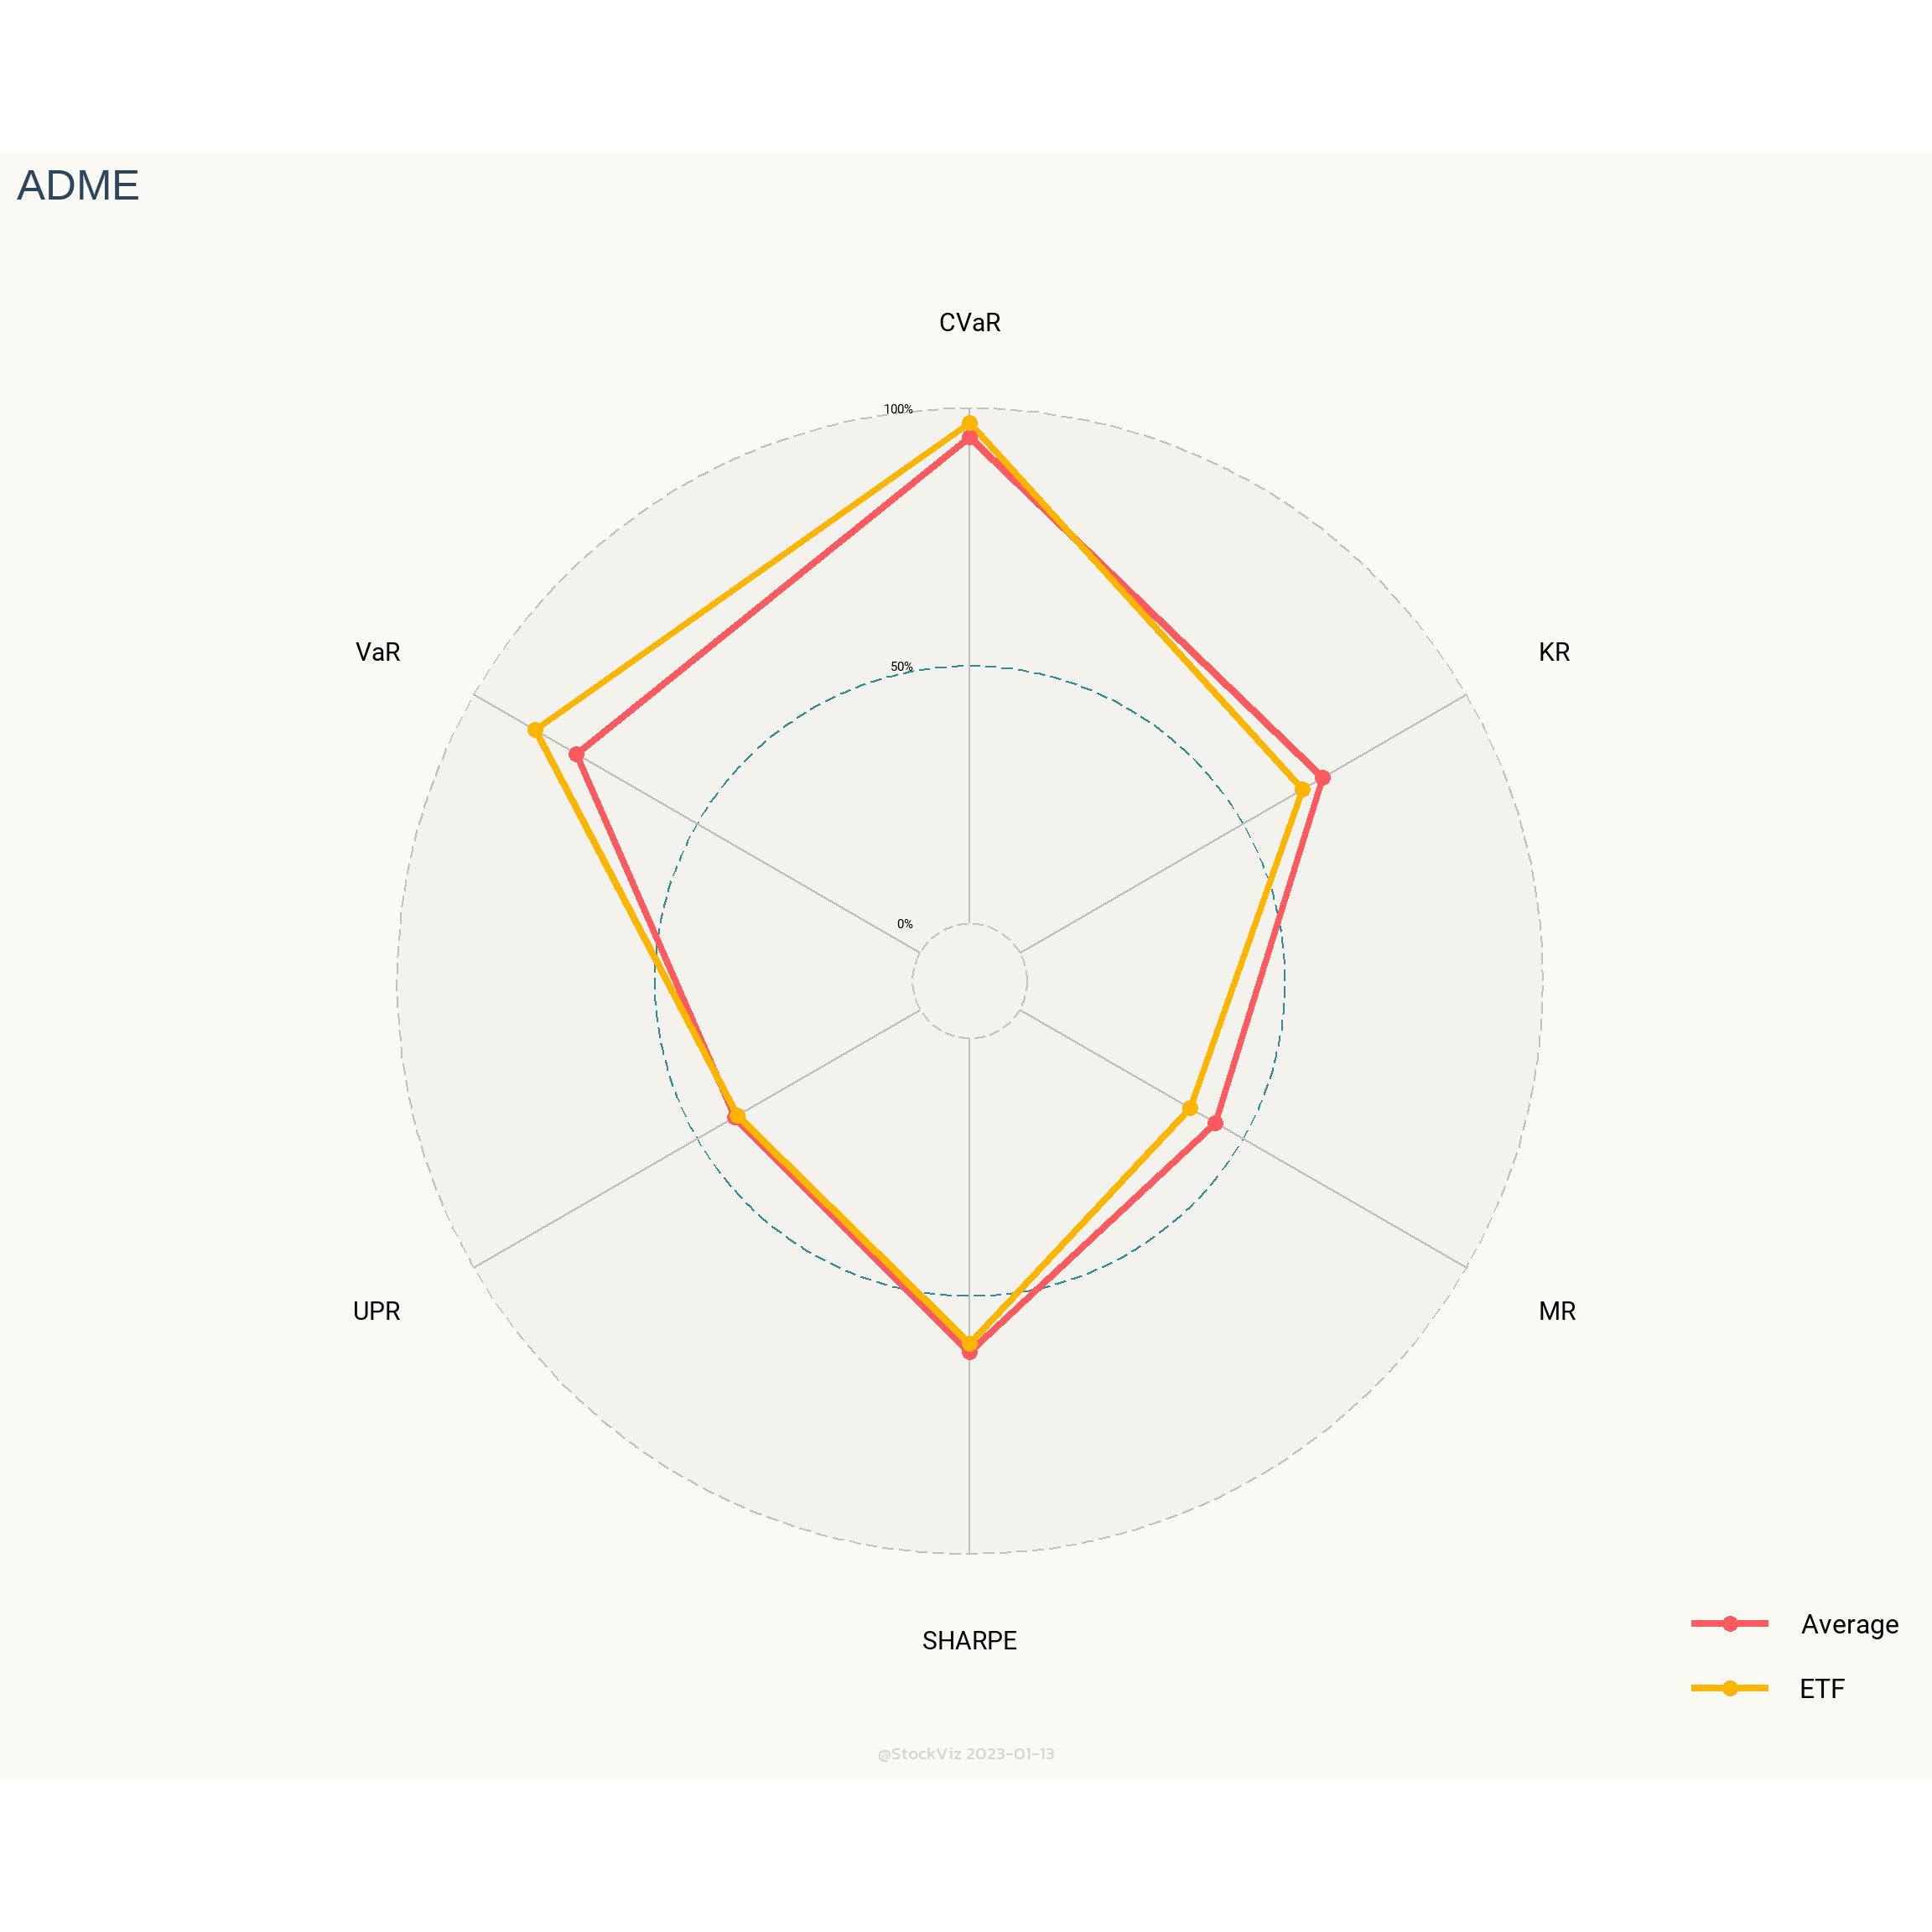 ADME
CVaR
100%
VaR
KR
50%
0%
UPR
MR
SHARPE
Average
ETF
@StockViz 2023-01-13